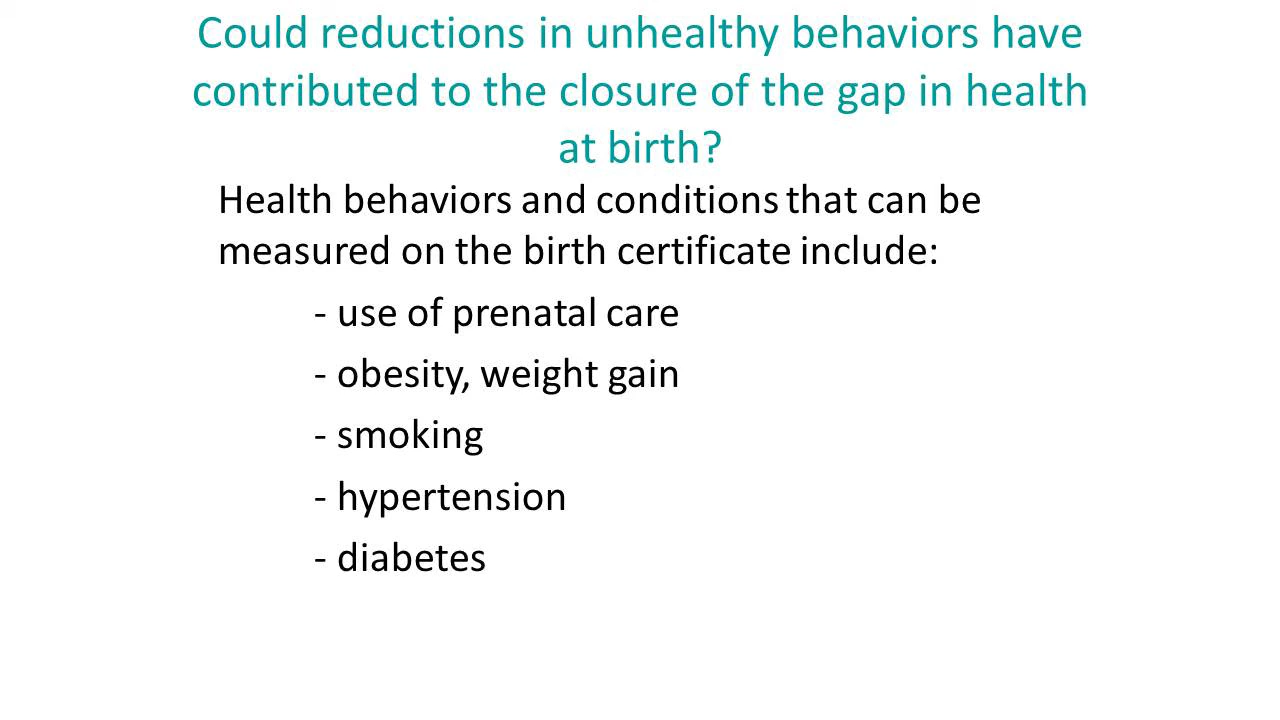 Could reductions in unhealthy behaviors have
contributed to the closure of the gap in health
at birth?
Health behaviors and conditions that can be
measured on the birth certificate include:
- use of prenatal care
- obesity, weight gain
- smoking
- hypertension
- diabetes